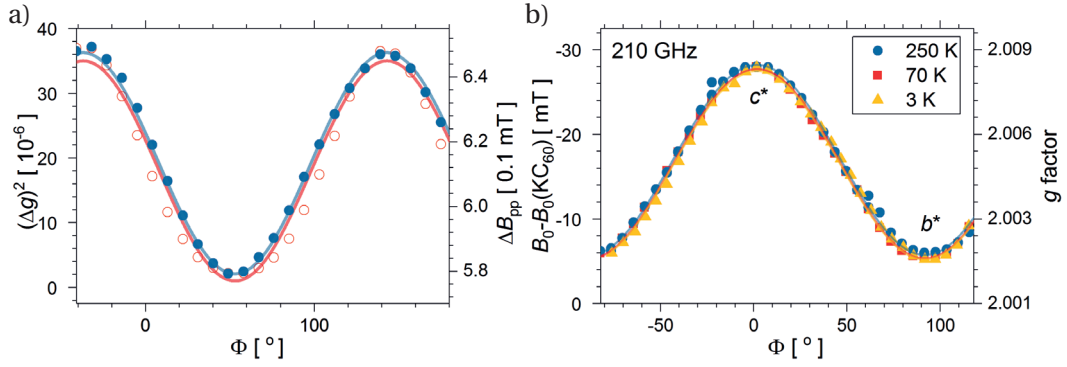 a)
40
30
20
10
0
(Δg)² [10⁻⁶]
0
100
Φ [ ° ]
6.4
6.2
6.0
5.8
ΔB_pp [ 0.1 mT ]
b)
210 GHz
250 K
70 K
3 K
c*
b*
-30
-20
-10
0
B₀-B₀(KC₆₀) [ mT ]
-50
0
50
100
Φ [ ° ]
2.009
2.006
2.003
2.001
g factor